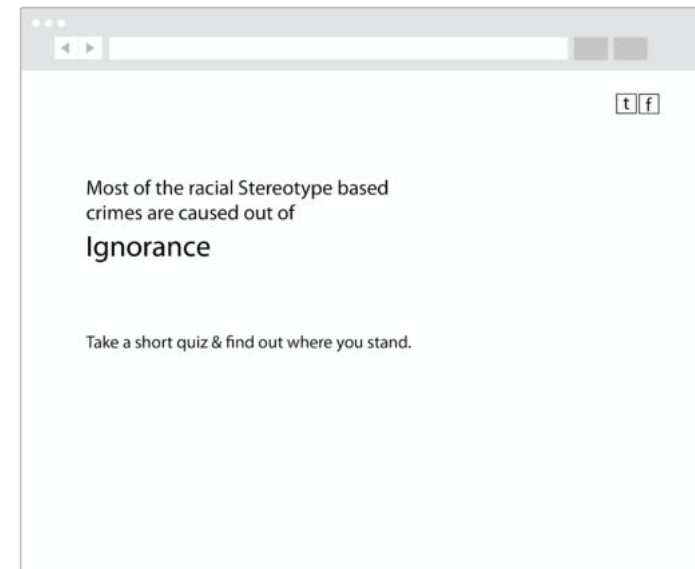 t f
Most of the racial Stereotype based
crimes are caused out of
Ignorance
Take a short quiz & find out where you stand.